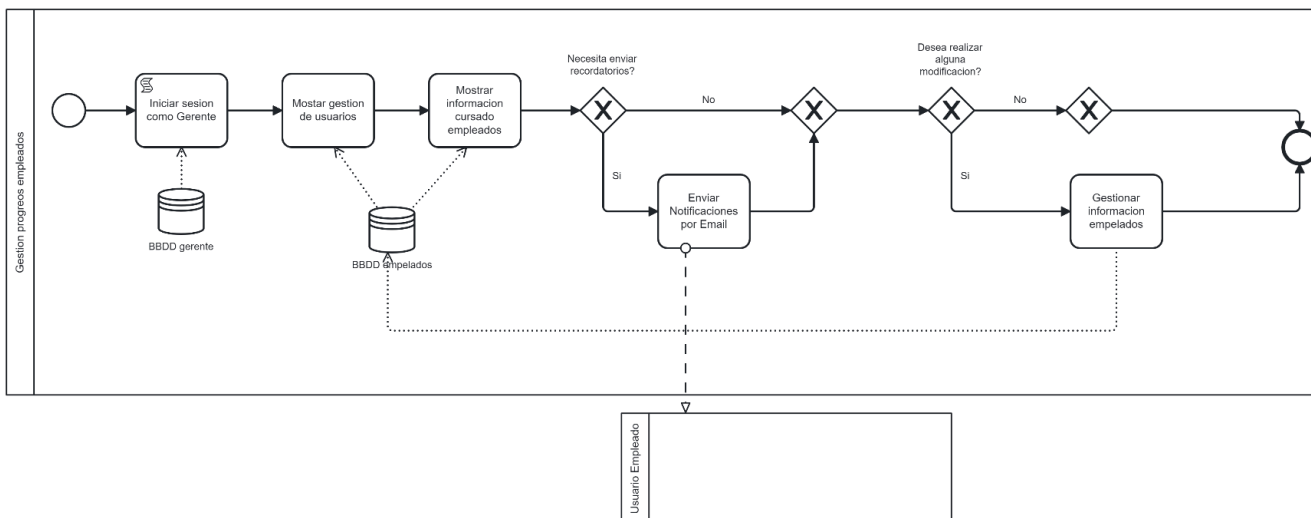 Gestion progreos empleados
Iniciar sesion
como Gerente
BBDD gerente
Mostar gestion
de usuarios
Mostrar
informacion
cursado
empleados
BBDD empelados
Necesita enviar
recordatorios?
No
Si
Enviar
Notificaciones
por Email
Desea realizar
alguna
modificacion?
No
Si
Gestionar
informacion
empelados
Usuario Empleado